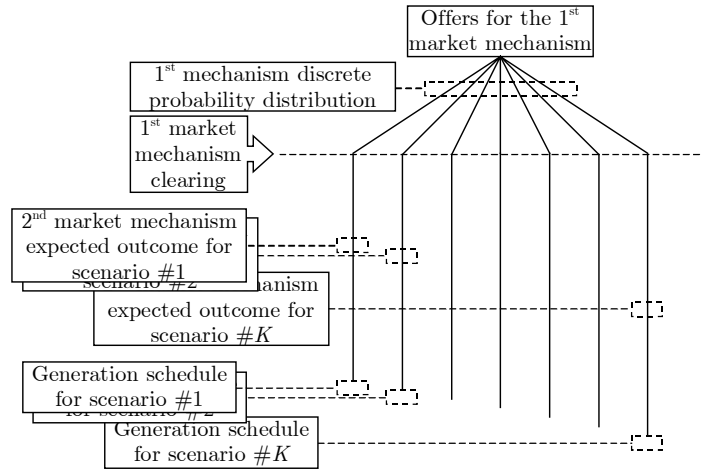 Offers for the 1st
market mechanism
1st mechanism discrete
probability distribution
1st market
mechanism
clearing
2nd market mechanism
expected outcome for
scenario #1
scenario #2
mechanism
expected outcome for
scenario #K
Generation schedule
for scenario #1
for scenario #2
Generation schedule
for scenario #K